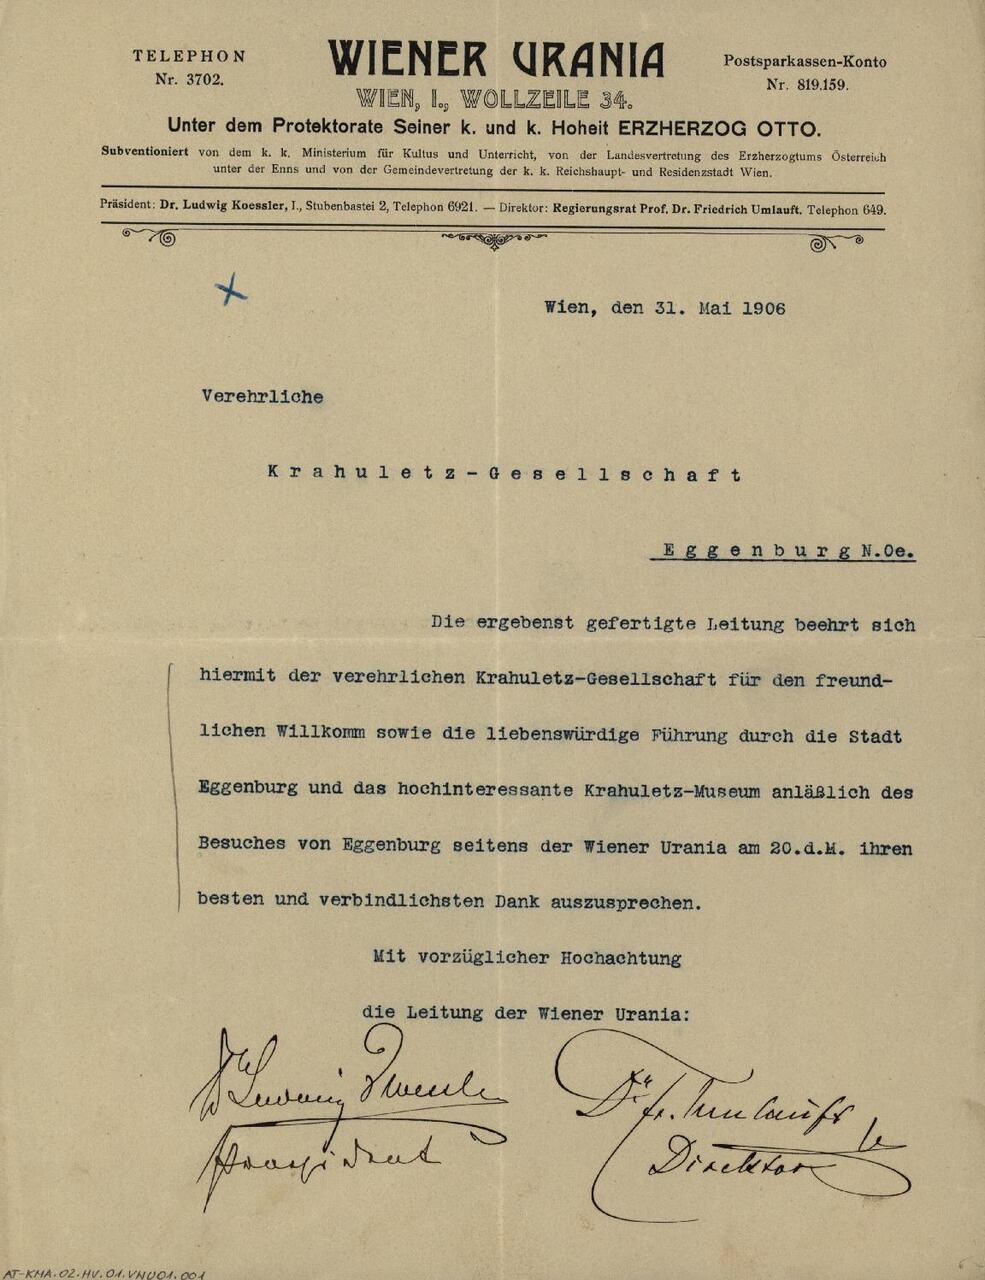 TELEPHON
Nr. 3702.
WIENER URANIA
WIEN, I., WOLLZEILE 34.
Postsparkassen-Konto
Nr. 819.159.
Unter dem Protektorate Seiner k. und k. Hoheit ERZHERZOG OTTO.
Subventioniert von dem k. k. Ministerium für Kultus und Unterricht, von der Landesvertretung des Erzherzogtums Österreich
unter der Enns und von der Gemeindevertretung der k. k. Reichshaupt- und Residenzstadt Wien.
Präsident: Dr. Ludwig Koessler, I., Stubenbastei 2, Telephon 6921. — Direktor: Regierungsrat Prof. Dr. Friedrich Umlauft. Telephon 649.
Wien, den 31. Mai 1906
Verehrliche
Krahuletz-Gesellschaft
Eggenburg N.Oe.
Die ergebenst gefertigte Leitung beehrt sich
hiermit der verehrlichen Krahuletz-Gesellschaft für den freund-
lichen Willkomm sowie die liebenswürdige Führung durch die Stadt
Eggenburg und das hochinteressante Krahuletz-Museum anläßlich des
Besuches von Eggenburg seitens der Wiener Urania am 20.d.M. ihren
besten und verbindlichsten Dank auszusprechen.
Mit vorzüglicher Hochachtung
die Leitung der Wiener Urania:
Dr Ludwig Koessler
Präsident
Dr. Fr. Umlauft
Direktor
AT-KMA.02.HV.01.VNU01.001